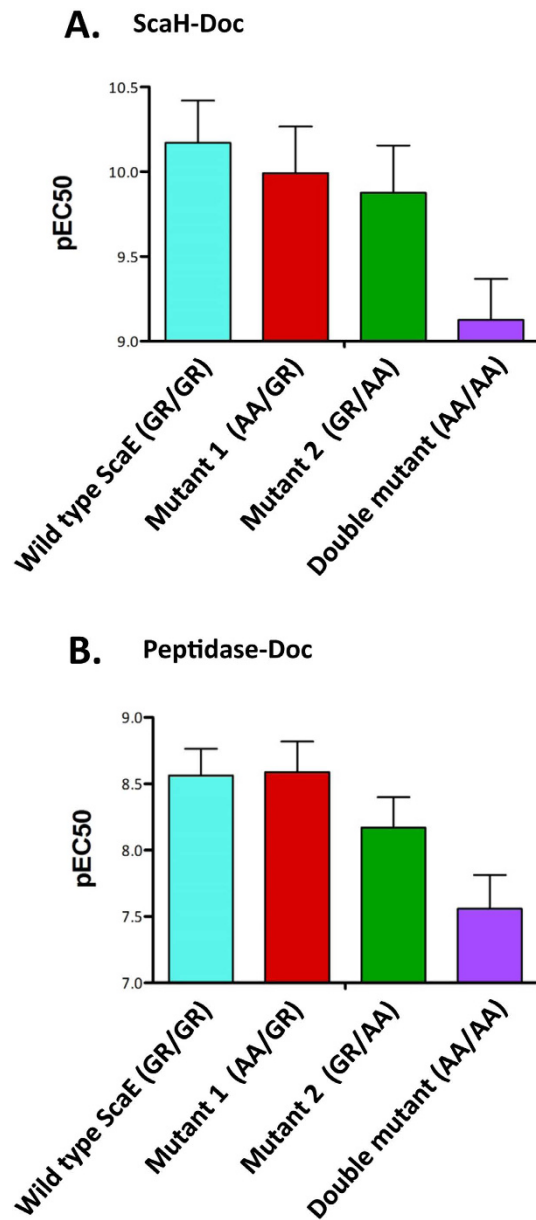 A. ScaH-Doc
10.5
10.0
9.5
9.0
pEC50
Wild type ScaE (GR/GR)
Mutant 1 (AA/GR)
Mutant 2 (GR/AA)
Double mutant (AA/AA)
B. Peptidase-Doc
9.0
8.5
8.0
7.5
7.0
pEC50
Wild type ScaE (GR/GR)
Mutant 1 (AA/GR)
Mutant 2 (GR/AA)
Double mutant (AA/AA)